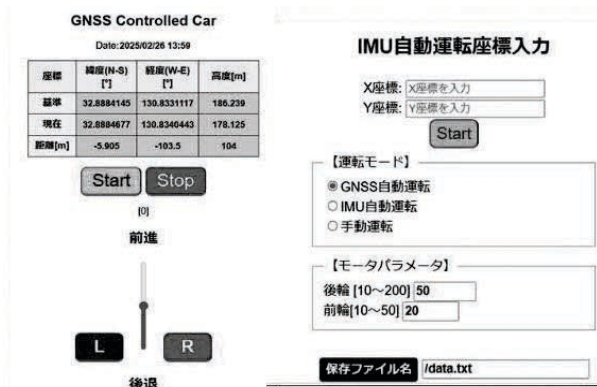 GNSS Controlled Car
Date:2025/02/26 13:59
座標 緯度(N-S)[°] 経度(W-E)[°] 高度[m]
基準 32.8884145 130.8331117 186.239
現在 32.8884677 130.8340443 178.125
距離[m] -5.905 -103.5 104
Start Stop
[0]
前進
L R
後退
IMU自動運転座標入力
X座標: X座標を入力
Y座標: Y座標を入力
Start
【運転モード】
GNSS自動運転
IMU自動運転
手動運転
【モータパラメータ】
後輪 [10～200] 50
前輪[10～50] 20
保存ファイル名 /data.txt